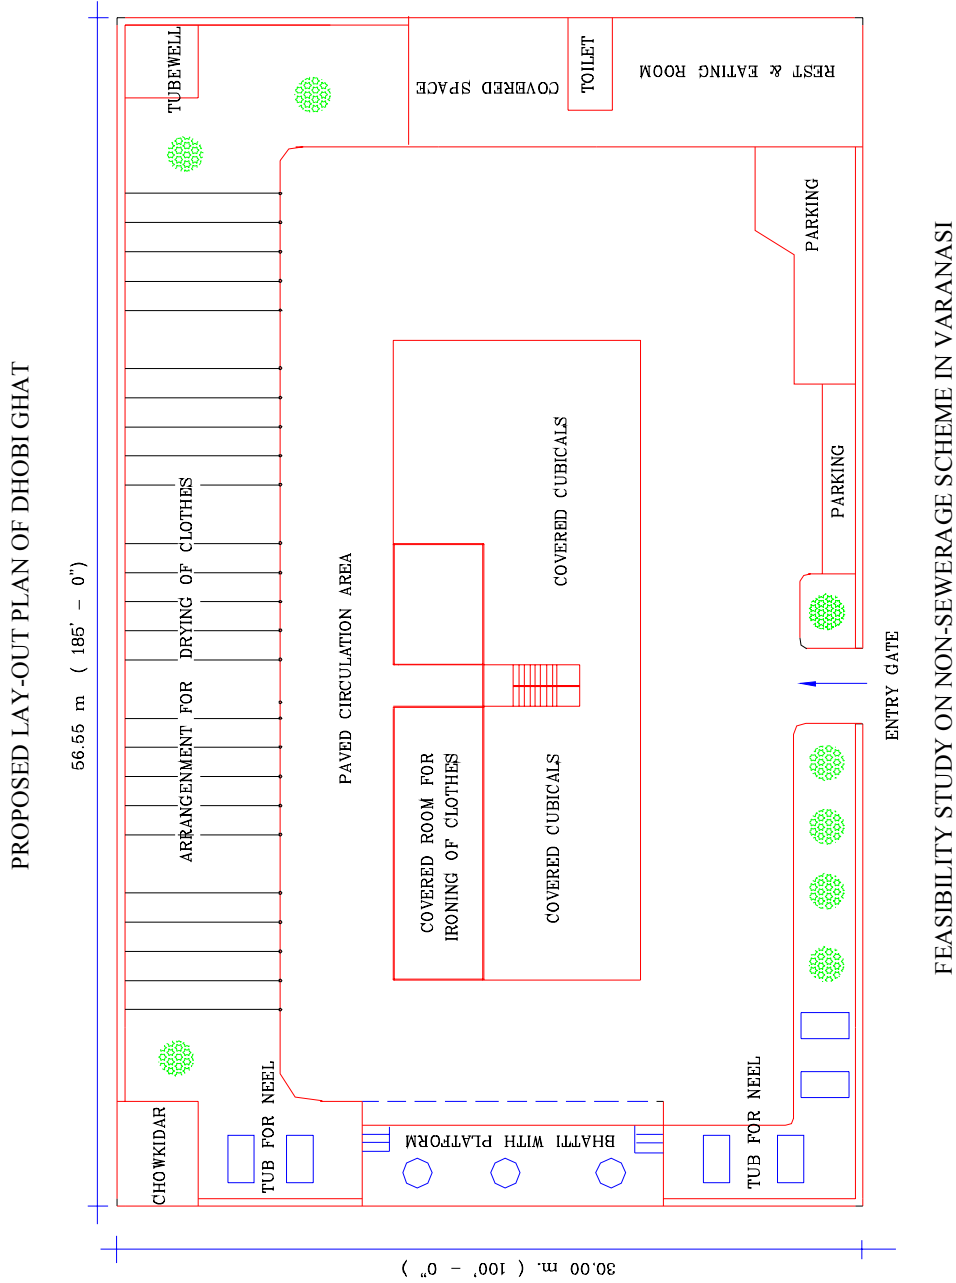 PROPOSED LAY-OUT PLAN OF DHOBI GHAT
56.55 m ( 185' - 0")
TUBEWELL
COVERED SPACE
TOILET
REST & EATING ROOM
PARKING
PARKING
ARRANGENMENT FOR DRYING OF CLOTHES
PAVED CIRCULATION AREA
COVERED CUBICALS
COVERED ROOM FOR
IRONING OF CLOTHES
COVERED CUBICALS
ENTRY GATE
CHOWKIDAR
TUB FOR NEEL
BHATTI WITH PLATFORM
TUB FOR NEEL
30.00 m. ( 100' - 0" )
FEASIBILITY STUDY ON NON-SEWERAGE SCHEME IN VARANASI